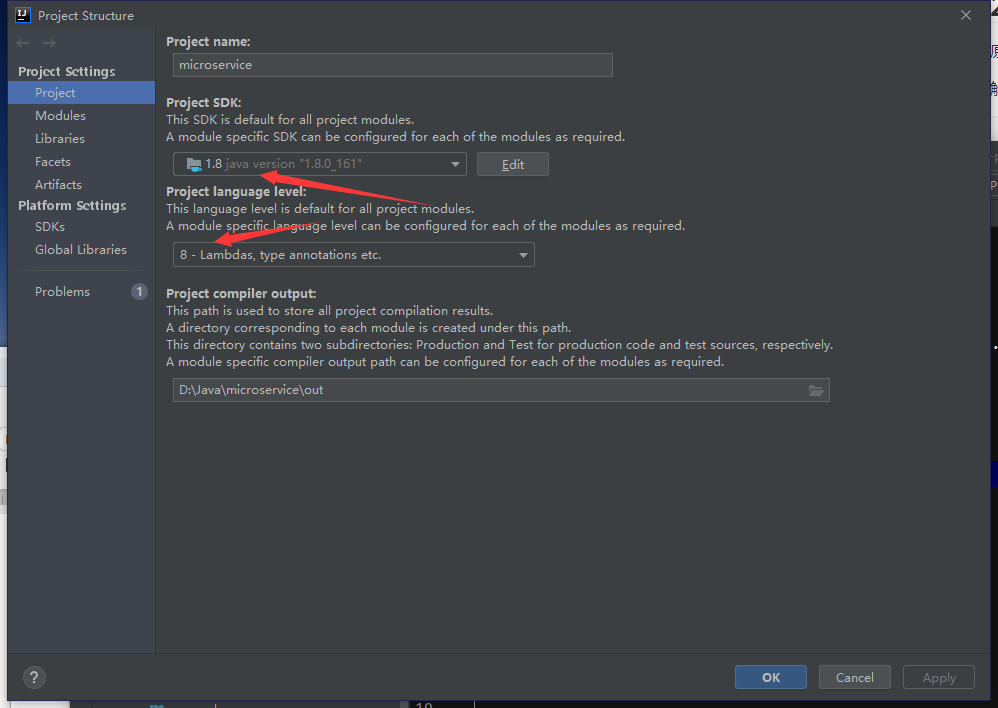 Project Structure
Project Settings
Project
Modules
Libraries
Facets
Artifacts
Platform Settings
SDKs
Global Libraries
Problems 1
Project name:
microservice
Project SDK:
This SDK is default for all project modules.
A module specific SDK can be configured for each of the modules as required.
1.8 java version "1.8.0_161"
Edit
Project language level:
This language level is default for all project modules.
A module specific language level can be configured for each of the modules as required.
8 - Lambdas, type annotations etc.
Project compiler output:
This path is used to store all project compilation results.
A directory corresponding to each module is created under this path.
This directory contains two subdirectories: Production and Test for production code and test sources, respectively.
A module specific compiler output path can be configured for each of the modules as required.
D:\Java\microservice\out
?
OK
Cancel
Apply